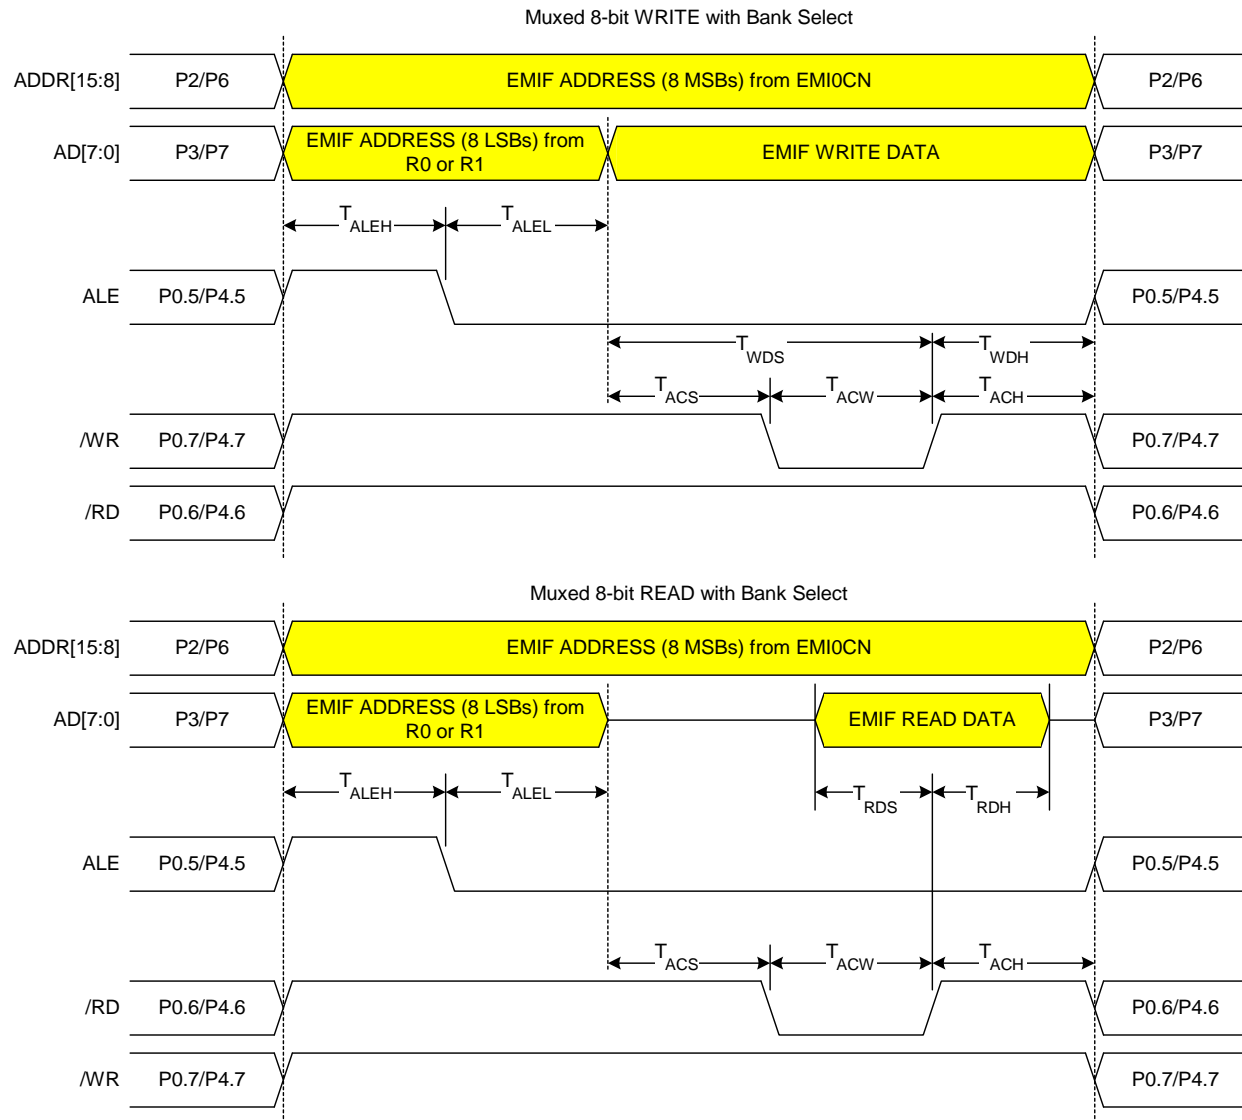 Muxed 8-bit WRITE with Bank Select
ADDR[15:8] P2/P6 EMIF ADDRESS (8 MSBs) from EMI0CN P2/P6
AD[7:0] P3/P7 EMIF ADDRESS (8 LSBs) from R0 or R1 EMIF WRITE DATA P3/P7
TALEH TALEL
ALE P0.5/P4.5 P0.5/P4.5
TWDS TWDH
TACS TACW TACH
/WR P0.7/P4.7 P0.7/P4.7
/RD P0.6/P4.6 P0.6/P4.6
Muxed 8-bit READ with Bank Select
ADDR[15:8] P2/P6 EMIF ADDRESS (8 MSBs) from EMI0CN P2/P6
AD[7:0] P3/P7 EMIF ADDRESS (8 LSBs) from R0 or R1 EMIF READ DATA P3/P7
TALEH TALEL TRDS TRDH
ALE P0.5/P4.5 P0.5/P4.5
TACS TACW TACH
/RD P0.6/P4.6 P0.6/P4.6
/WR P0.7/P4.7 P0.7/P4.7